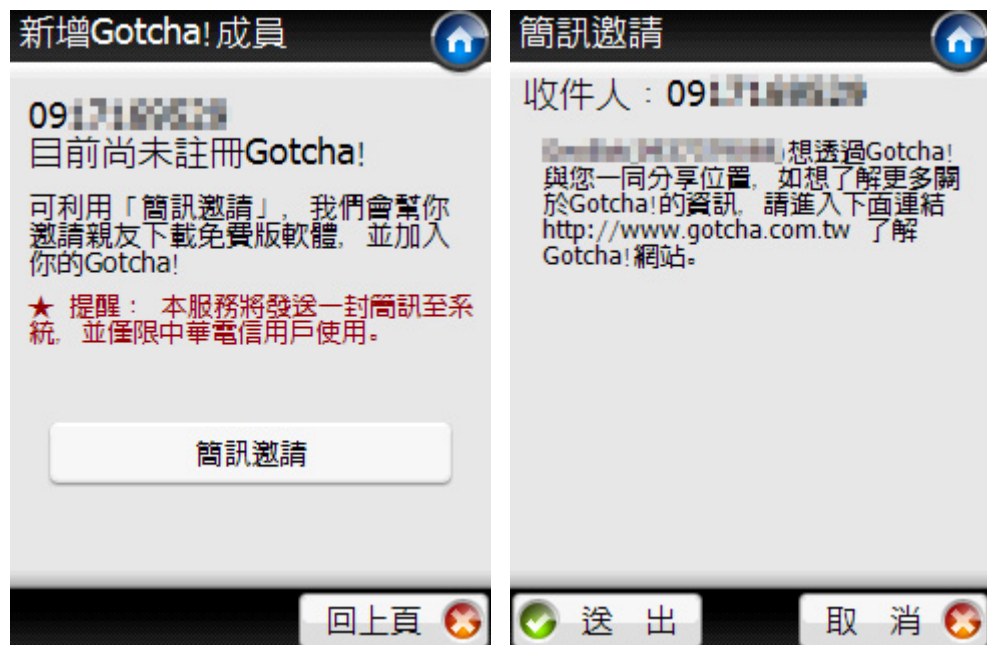 新增Gotcha!成員
09
目前尚未註冊Gotcha!
可利用「簡訊邀請」，我們會幫你
邀請親友下載免費版軟體，並加入
你的Gotcha!
★ 提醒： 本服務將發送一封簡訊至系
統，並僅限中華電信用戶使用。
簡訊邀請
回上頁
簡訊邀請
收件人：09
想透過Gotcha!
與您一同分享位置，如想了解更多關
於Gotcha!的資訊，請進入下面連結
http://www.gotcha.com.tw 了解
Gotcha!網站。
送 出
取 消